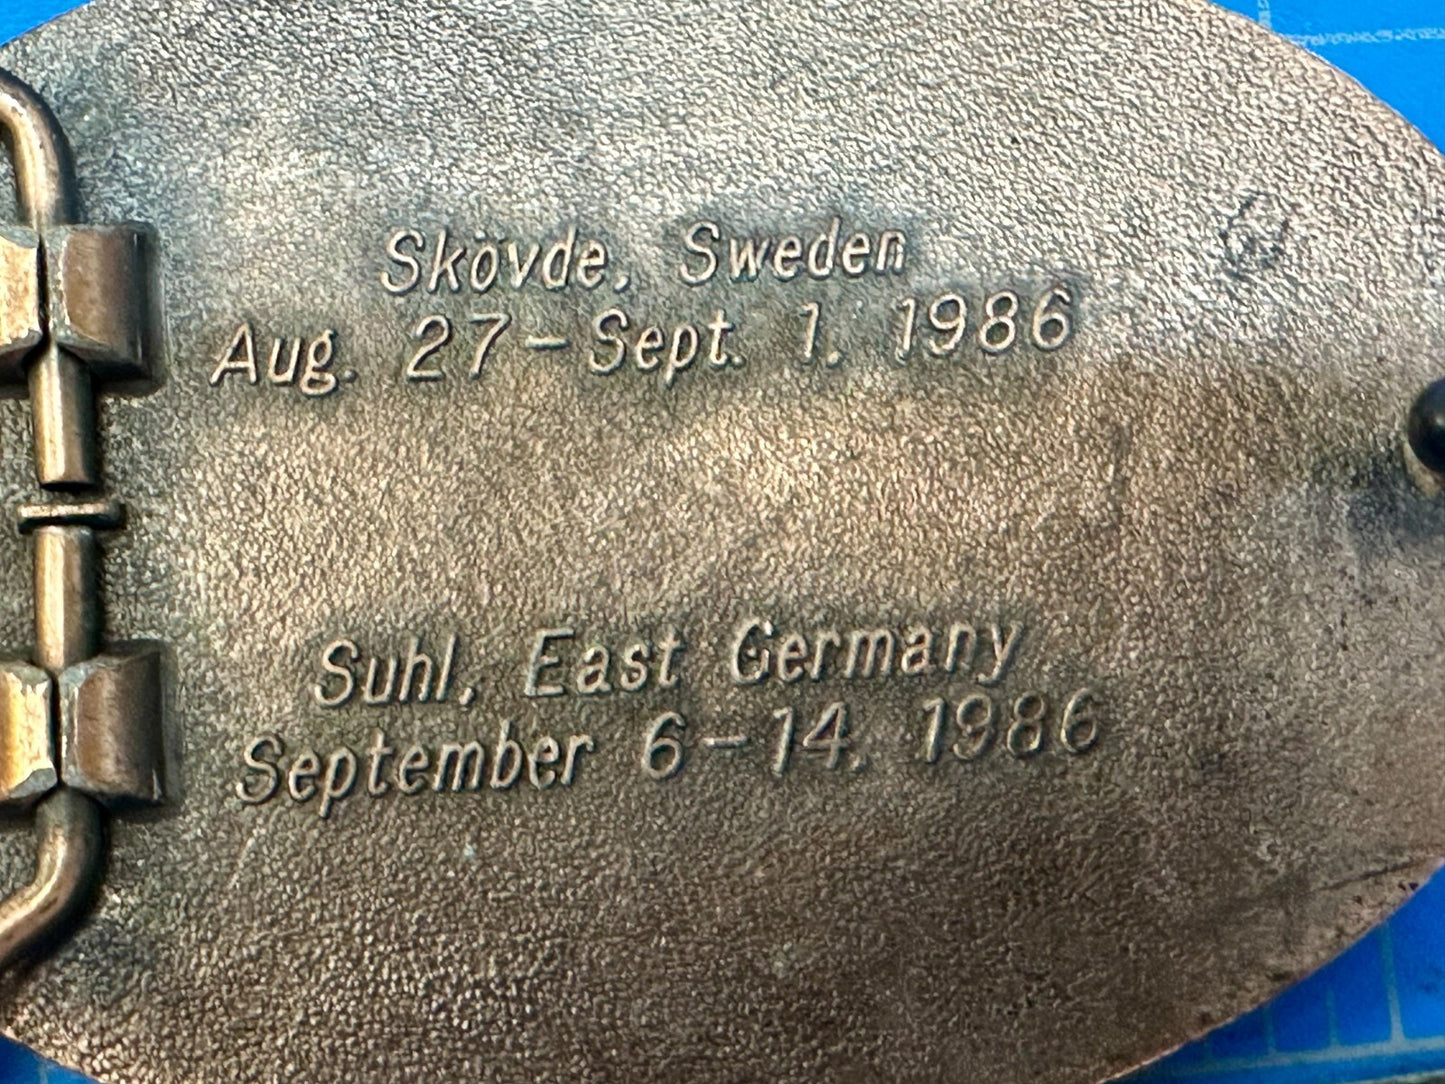 Skövde, Sweden
Aug. 27 – Sept. 1, 1986
Suhl, East Germany
September 6 – 14, 1986